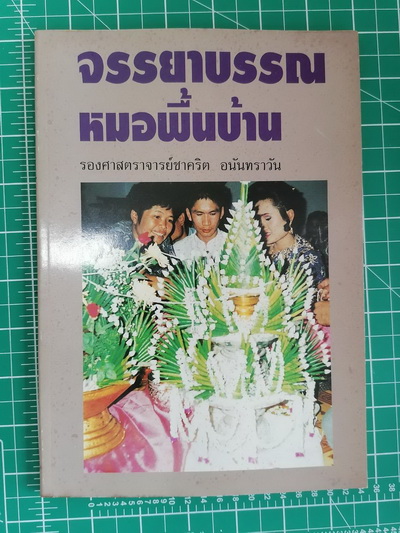 จรรยาบรรณ
หมอพื้นบ้าน
รองศาสตราจารย์ชาคริต อนันทราวัน